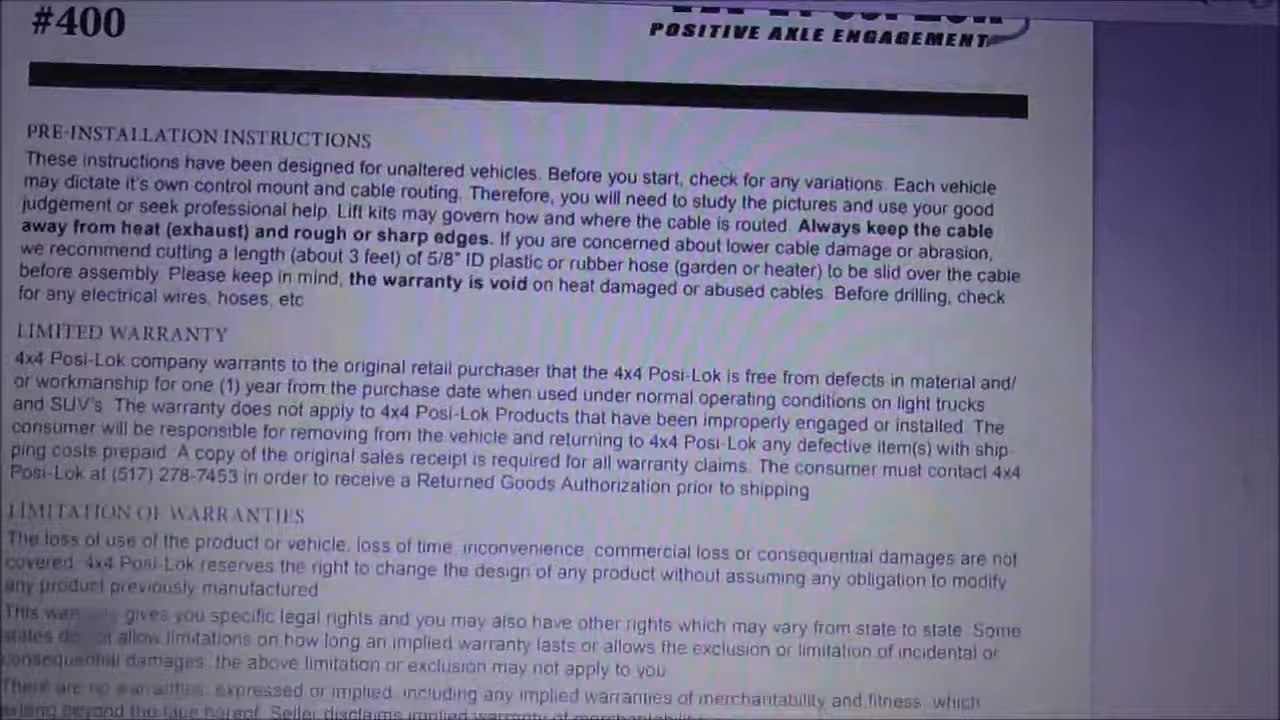 #400
POSITIVE AXLE ENGAGEMENT
PRE-INSTALLATION INSTRUCTIONS
These instructions have been designed for unaltered vehicles. Before you start, check for any variations. Each vehicle
may dictate it's own control mount and cable routing. Therefore, you will need to study the pictures and use your good
judgement or seek professional help. Lift kits may govern how and where the cable is routed. Always keep the cable
away from heat (exhaust) and rough or sharp edges. If you are concerned about lower cable damage or abrasion,
we recommend cutting a length (about 3 feet) of 5/8" ID plastic or rubber hose (garden or heater) to be slid over the cable
before assembly. Please keep in mind, the warranty is void on heat damaged or abused cables. Before drilling, check
for any electrical wires, hoses, etc
LIMITED WARRANTY
4x4 Posi-Lok company warrants to the original retail purchaser that the 4x4 Posi-Lok is free from defects in material and/
or workmanship for one (1) year from the purchase date when used under normal operating conditions on light trucks
and SUV's. The warranty does not apply to 4x4 Posi-Lok Products that have been improperly engaged or installed. The
consumer will be responsible for removing from the vehicle and returning to 4x4 Posi-Lok any defective item(s) with ship-
ping costs prepaid. A copy of the original sales receipt is required for all warranty claims. The consumer must contact 4x4
Posi-Lok at (517) 278-7453 in order to receive a Returned Goods Authorization prior to shipping
LIMITATION OF WARRANTIES
The loss of use of the product or vehicle, loss of time, inconvenience, commercial loss or consequential damages are not
covered. 4x4 Posi-Lok reserves the right to change the design of any product without assuming any obligation to modify
any product previously manufactured
This gives you specific legal rights and you may also have other rights which may vary from state to state. Some
states allow limitations on how long an implied warranty lasts or allows the exclusion or limitation of incidental or
consequential damages, the above limitation or exclusion may not apply to you
There are no warranties, expressed or implied, including any implied warranties of merchantability and fitness, which
extend beyond the face hereof. Seller disclaims implied warranty of